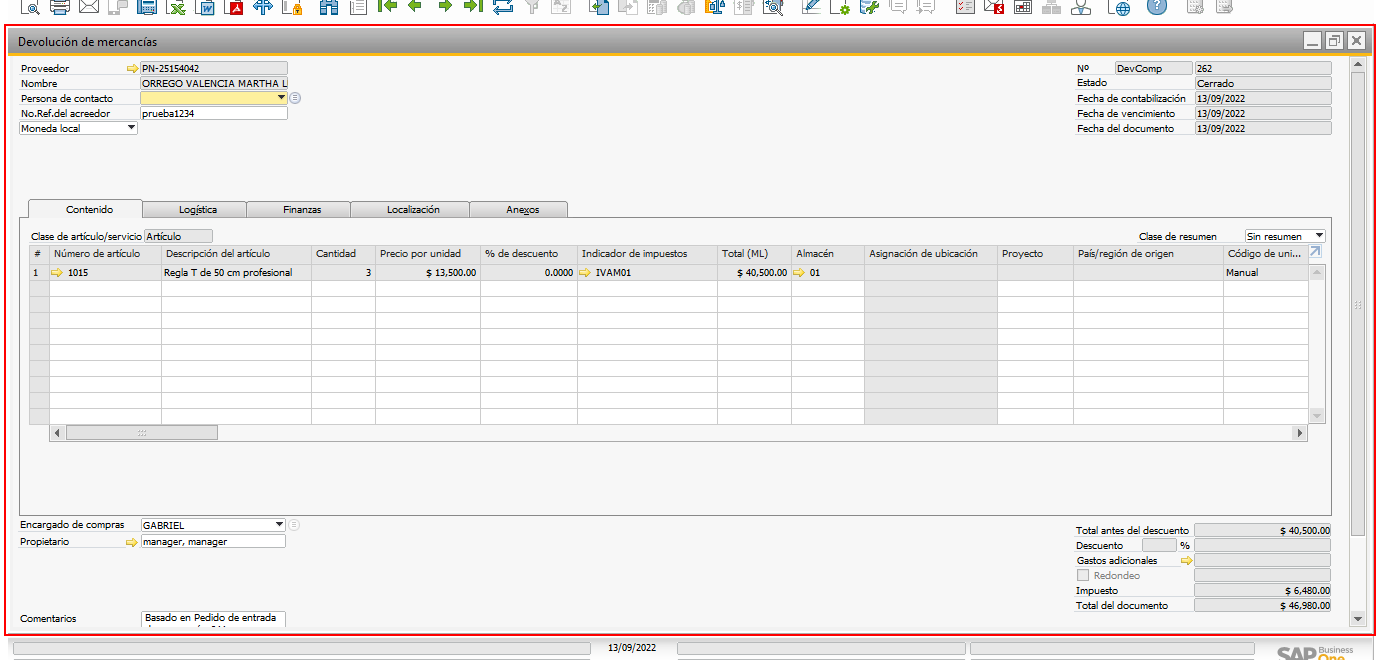 Devolución de mercancías
Proveedor PN-25154042
Nombre ORREGO VALENCIA MARTHA L
Persona de contacto
No.Ref.del acreedor prueba1234
Moneda local
Nº DevComp 262
Estado Cerrado
Fecha de contabilización 13/09/2022
Fecha de vencimiento 13/09/2022
Fecha del documento 13/09/2022
Contenido Logística Finanzas Localización Anexos
Clase de artículo/servicio Artículo
Clase de resumen Sin resumen
# Número de artículo Descripción del artículo Cantidad Precio por unidad % de descuento Indicador de impuestos Total (ML) Almacén Asignación de ubicación Proyecto País/región de origen Código de uni...
1 1015 Regla T de 50 cm profesional 3 $ 13,500.00 0.0000 IVAM01 $ 40,500.00 01 Manual
Encargado de compras GABRIEL
Propietario manager, manager
Total antes del descuento $ 40,500.00
Descuento %
Gastos adicionales
Redondeo
Impuesto $ 6,480.00
Total del documento $ 46,980.00
Comentarios Basado en Pedido de entrada
13/09/2022
SAP Business
One